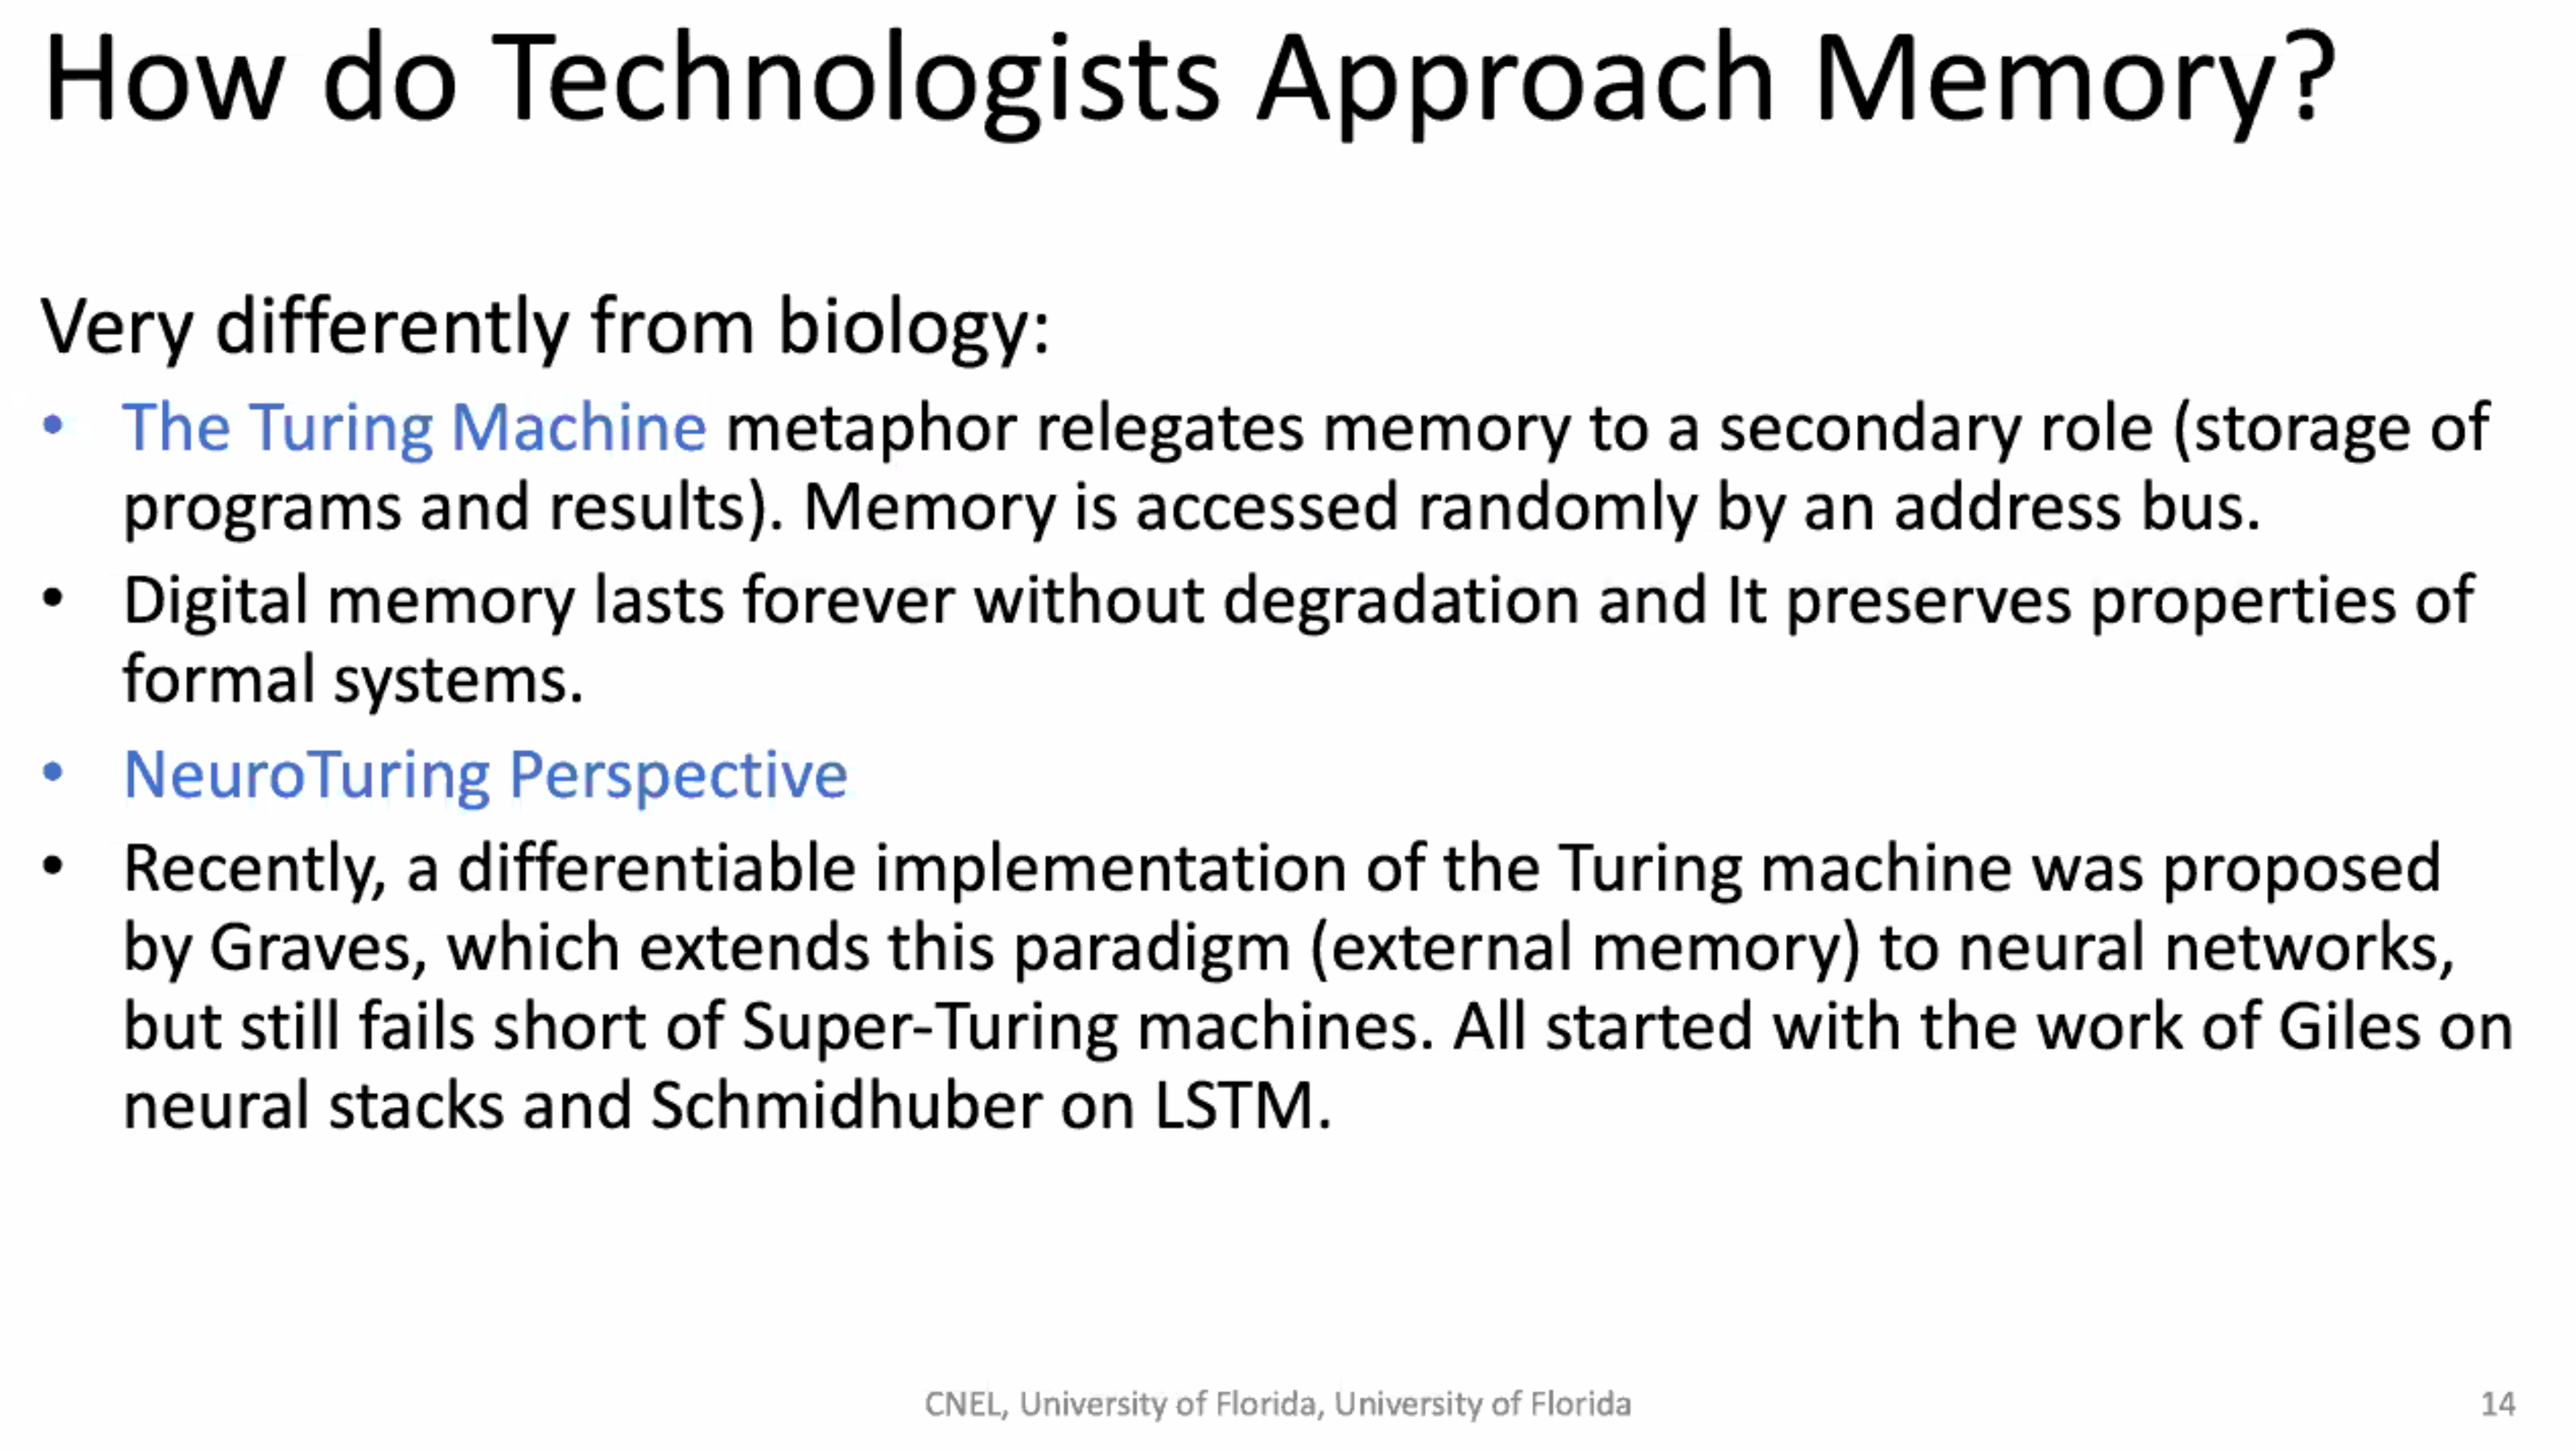 How do Technologists Approach Memory?
Very differently from biology:
• The Turing Machine metaphor relegates memory to a secondary role (storage of
programs and results). Memory is accessed randomly by an address bus.
• Digital memory lasts forever without degradation and It preserves properties of
formal systems.
• NeuroTuring Perspective
• Recently, a differentiable implementation of the Turing machine was proposed
by Graves, which extends this paradigm (external memory) to neural networks,
but still fails short of Super-Turing machines. All started with the work of Giles on
neural stacks and Schmidhuber on LSTM.
CNEL, University of Florida, University of Florida
14